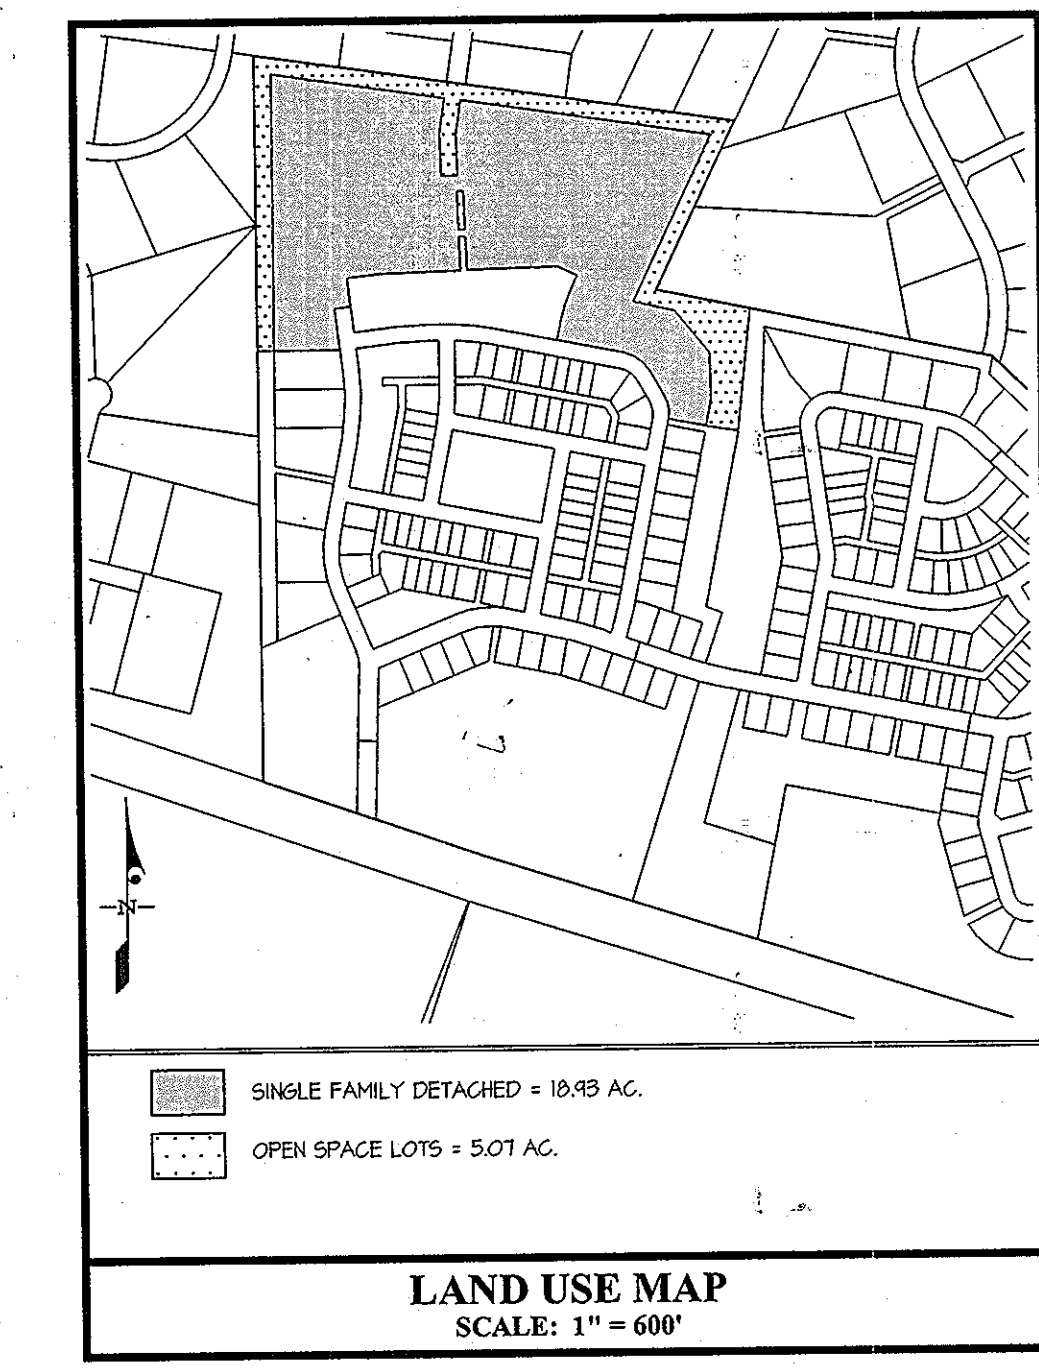 N
SINGLE FAMILY DETACHED = 18.93 AC.
OPEN SPACE LOTS = 5.07 AC.
LAND USE MAP
SCALE: 1" = 600'